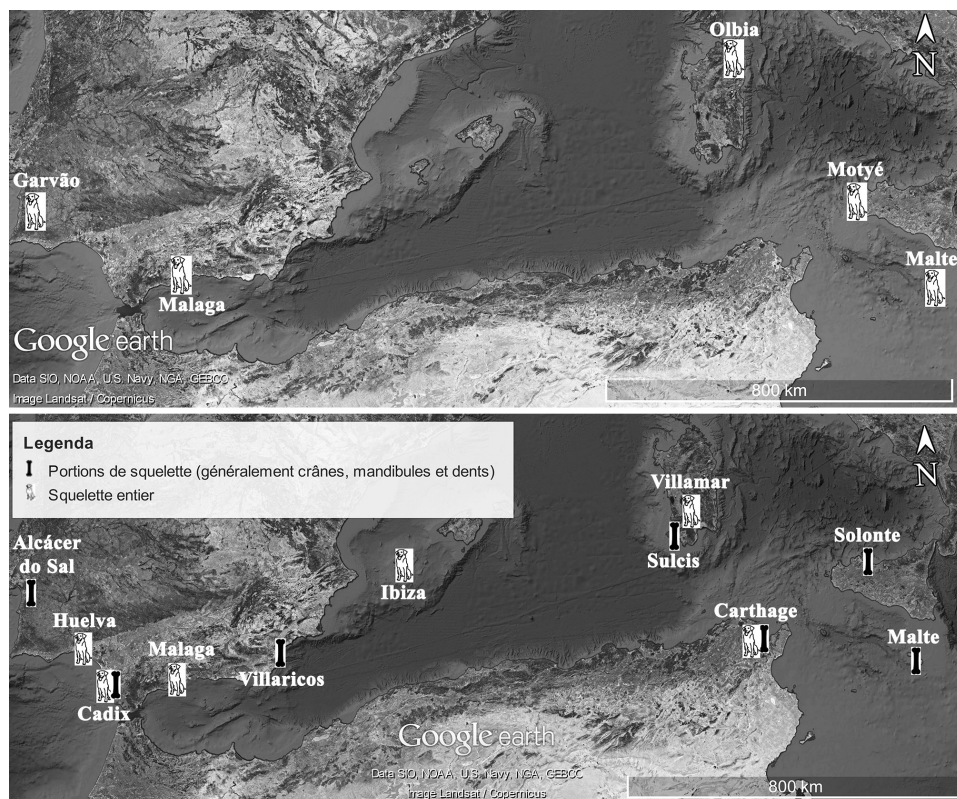 Olbia
N
Garvão
Motyé
Malte
Malaga
Google earth
Data SIO, NOAA, U.S. Navy, NGA, GEBCO
Image Landsat / Copernicus
800 km
Legenda
Portions de squelette (généralement crânes, mandibules et dents)
Squelette entier
N
Villamar
Alcácer
do Sal
Solonte
Sulcis
Ibiza
Huelva
Carthage
Malaga
Malte
Villaricos
Cadix
Google earth
Data SIO, NOAA, U.S. Navy, NGA, GEBCO
Image Landsat / Copernicus
800 km